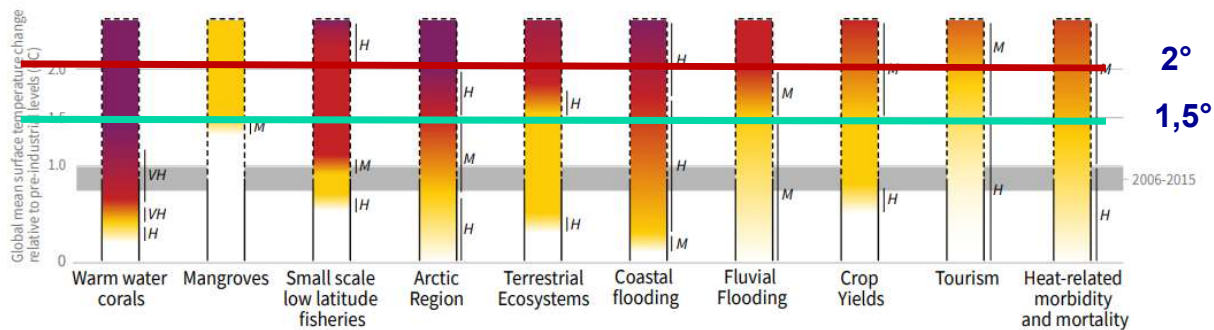 Global mean surface temperature change
relative to pre-industrial levels (°C)
2.0
1.5
1.0
0
VH
VH
H
M
H
M
H
H
M
H
H
H
H
H
M
M
M
M
H
M
H
M
H
2°
1,5°
2006-2015
Warm water
corals
Mangroves
Small scale
low latitude
fisheries
Arctic
Region
Terrestrial
Ecosystems
Coastal
flooding
Fluvial
Flooding
Crop
Yields
Tourism
Heat-related
morbidity
and mortality